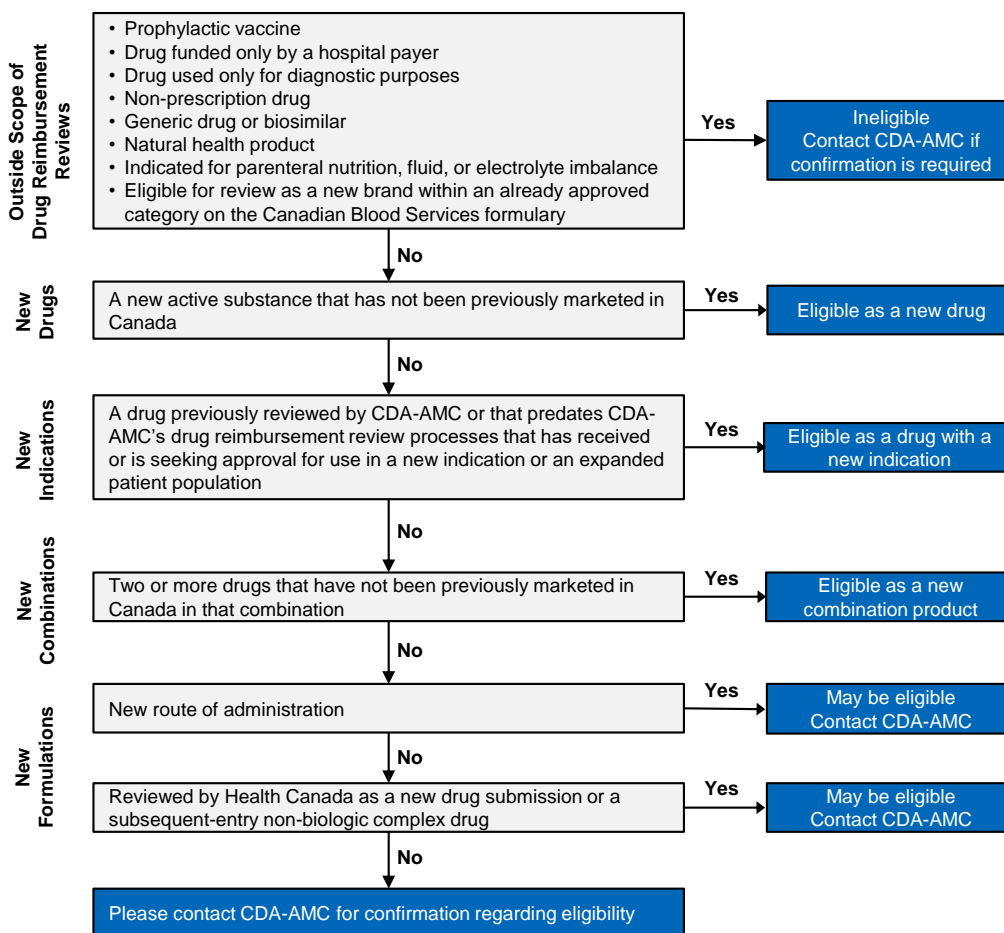 Outside Scope of
Drug Reimbursement
Reviews
• Prophylactic vaccine
• Drug funded only by a hospital payer
• Drug used only for diagnostic purposes
• Non-prescription drug
• Generic drug or biosimilar
• Natural health product
• Indicated for parenteral nutrition, fluid, or electrolyte imbalance
• Eligible for review as a new brand within an already approved
category on the Canadian Blood Services formulary
Yes
Ineligible
Contact CDA-AMC if
confirmation is required
No
New
Drugs
A new active substance that has not been previously marketed in
Canada
Yes
Eligible as a new drug
No
New
Indications
A drug previously reviewed by CDA-AMC or that predates CDA-
AMC’s drug reimbursement review processes that has received
or is seeking approval for use in a new indication or an expanded
patient population
Yes
Eligible as a drug with a
new indication
No
New
Combinations
Two or more drugs that have not been previously marketed in
Canada in that combination
Yes
Eligible as a new
combination product
No
New
Formulations
New route of administration
Yes
May be eligible
Contact CDA-AMC
No
Reviewed by Health Canada as a new drug submission or a
subsequent-entry non-biologic complex drug
Yes
May be eligible
Contact CDA-AMC
No
Please contact CDA-AMC for confirmation regarding eligibility